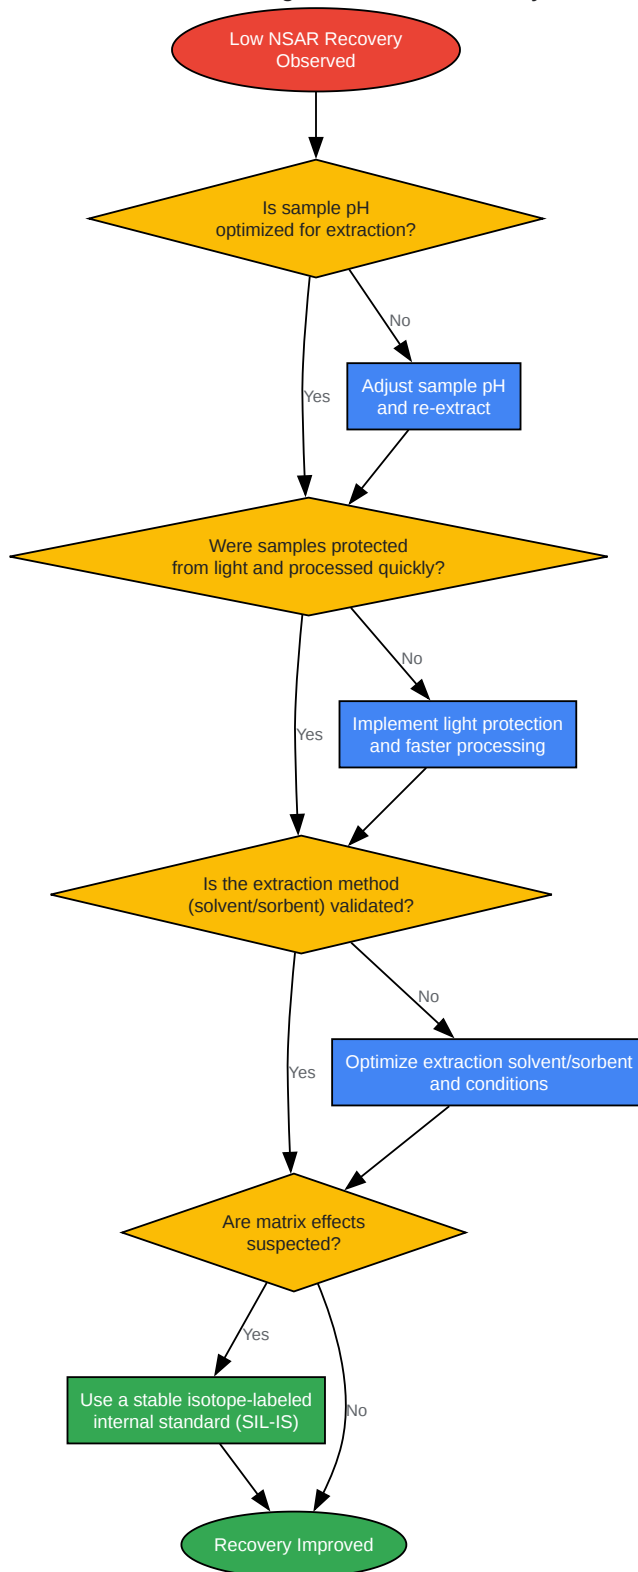 Low NSAR Recovery
Observed
Is sample pH
optimized for extraction?
No
Yes
Adjust sample pH
and re-extract
Were samples protected
from light and processed quickly?
No
Yes
Implement light protection
and faster processing
Is the extraction method
(solvent/sorbent) validated?
No
Yes
Optimize extraction solvent/sorbent
and conditions
Are matrix effects
suspected?
Yes
No
Use a stable isotope-labeled
internal standard (SIL-IS)
Recovery Improved